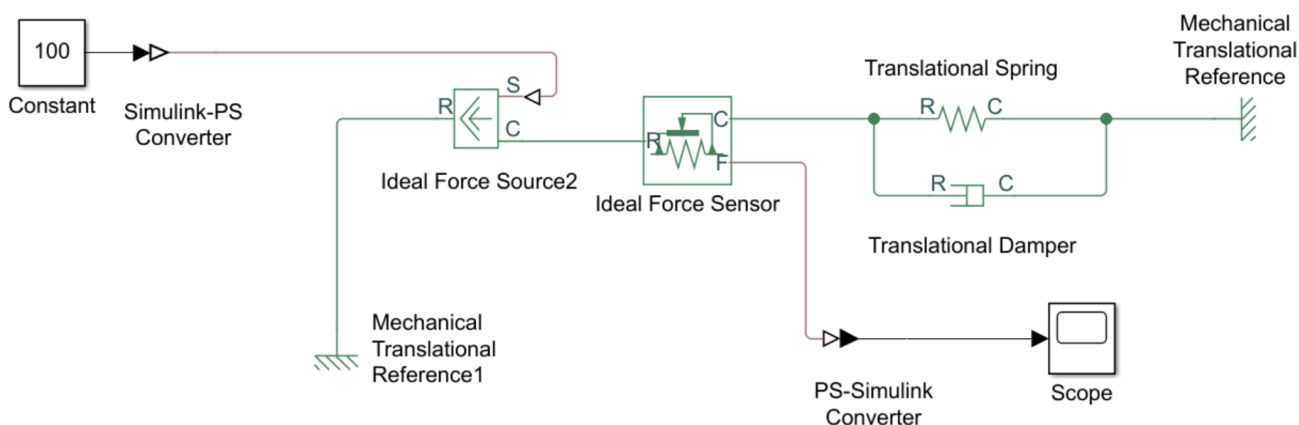 100
Constant
Simulink-PS
Converter
R
S
C
Ideal Force Source2
R
C
F
Ideal Force Sensor
Translational Spring
R
C
R
C
Translational Damper
Mechanical
Translational
Reference
Mechanical
Translational
Reference1
PS-Simulink
Converter
Scope